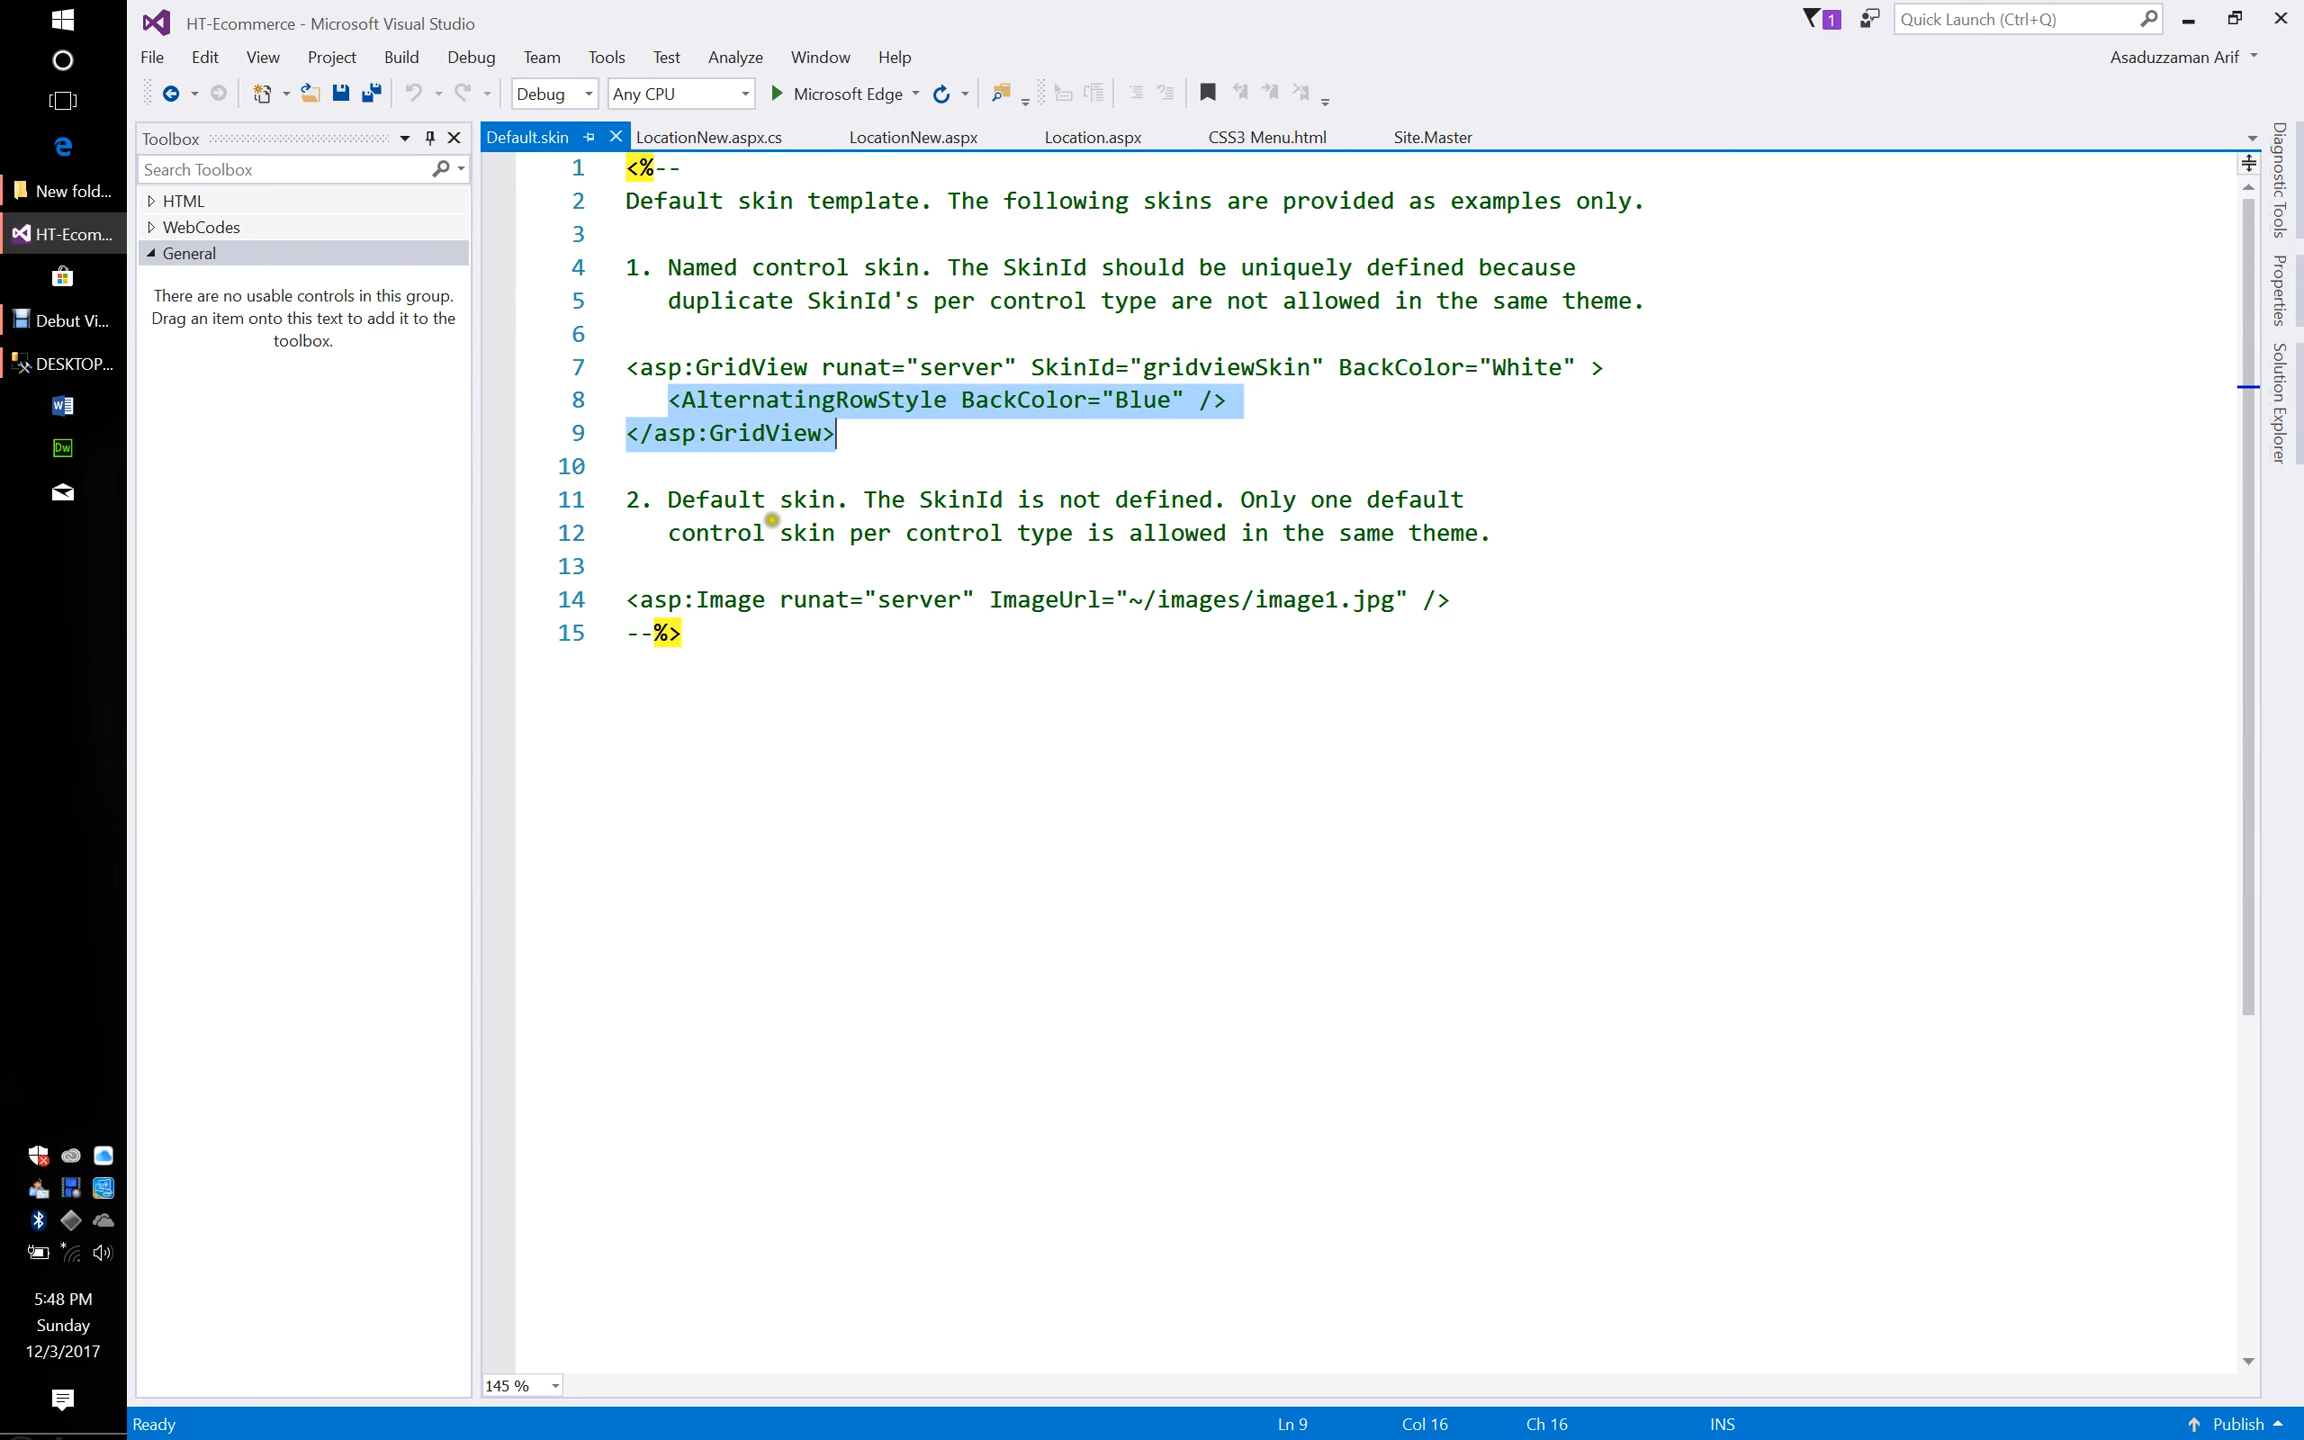 HT-Ecommerce - Microsoft Visual Studio
1
Quick Launch (Ctrl+Q)
File Edit View Project Build Debug Team Tools Test Analyze Window Help
Asaduzzaman Arif
Debug Any CPU Microsoft Edge
Toolbox
Search Toolbox
HTML
WebCodes
General
There are no usable controls in this group.
Drag an item onto this text to add it to the
toolbox.
Default.skin LocationNew.aspx.cs LocationNew.aspx Location.aspx CSS3 Menu.html Site.Master
1 <%--
2 Default skin template. The following skins are provided as examples only.
3
4 1. Named control skin. The SkinId should be uniquely defined because
5 duplicate SkinId's per control type are not allowed in the same theme.
6
7 <asp:GridView runat="server" SkinId="gridviewSkin" BackColor="White" >
8 <AlternatingRowStyle BackColor="Blue" />
9 </asp:GridView>
10
11 2. Default skin. The SkinId is not defined. Only one default
12 control skin per control type is allowed in the same theme.
13
14 <asp:Image runat="server" ImageUrl="~/images/image1.jpg" />
15 --%>
145 %
Diagnostic Tools
Properties
Solution Explorer
New fold...
HT-Ecom...
Debut Vi...
DESKTOP...
Dw
5:48 PM
Sunday
12/3/2017
Ready Ln 9 Col 16 Ch 16 INS Publish